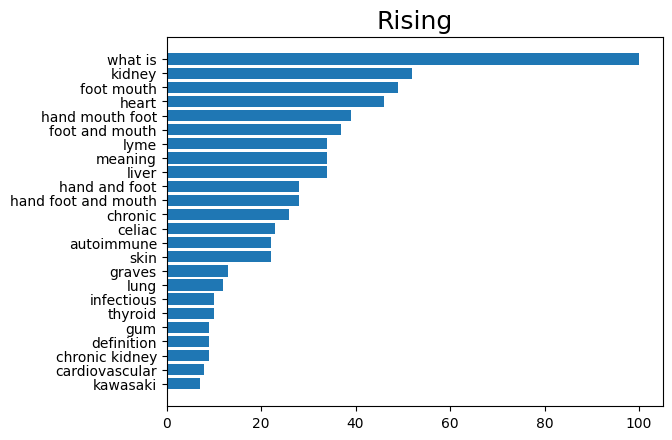 Rising
what is
kidney
foot mouth
heart
hand mouth foot
foot and mouth
lyme
meaning
liver
hand and foot
hand foot and mouth
chronic
celiac
autoimmune
skin
graves
lung
infectious
thyroid
gum
definition
chronic kidney
cardiovascular
kawasaki
0 20 40 60 80 100